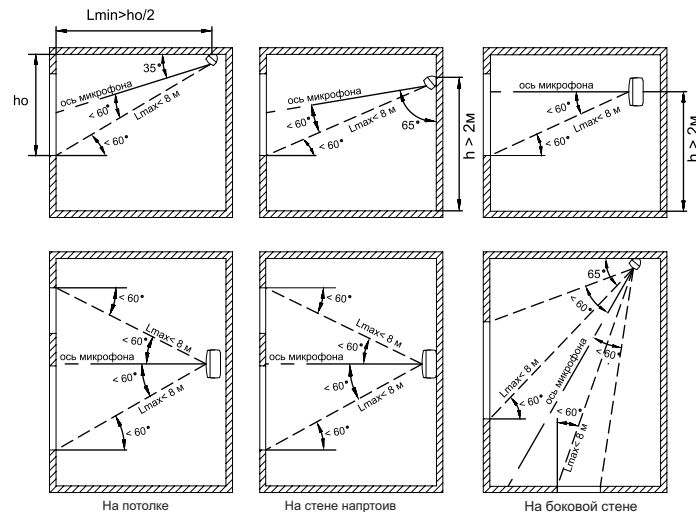 Lmin>ho/2
ho
35°
ось микрофона
< 60°
Lmax< 8 м
< 60°
ось микрофона
< 60°
Lmax< 8 м
65°
< 60°
h > 2м
ось микрофона
< 60°
Lmax< 8 м
< 60°
h > 2м
< 60°
Lmax< 8 м
< 60°
ось микрофона
< 60°
Lmax< 8 м
< 60°
На потолке
< 60°
Lmax< 8 м
< 60°
ось микрофона
< 60°
Lmax< 8 м
< 60°
На стене напртоив
65°
< 60°
< 60°
Lmax< 8 м
ось микрофона
< 60°
< 60°
Lmax< 8 м
На боковой стене